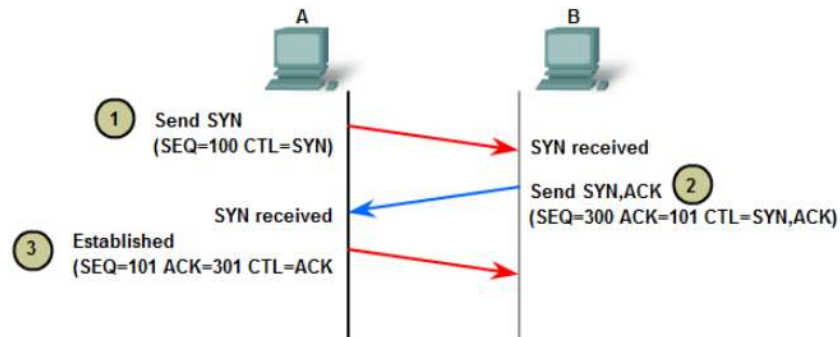 A
B
1
Send SYN
(SEQ=100 CTL=SYN)
SYN received
Send SYN,ACK 2
(SEQ=300 ACK=101 CTL=SYN,ACK)
SYN received
3
Established
(SEQ=101 ACK=301 CTL=ACK